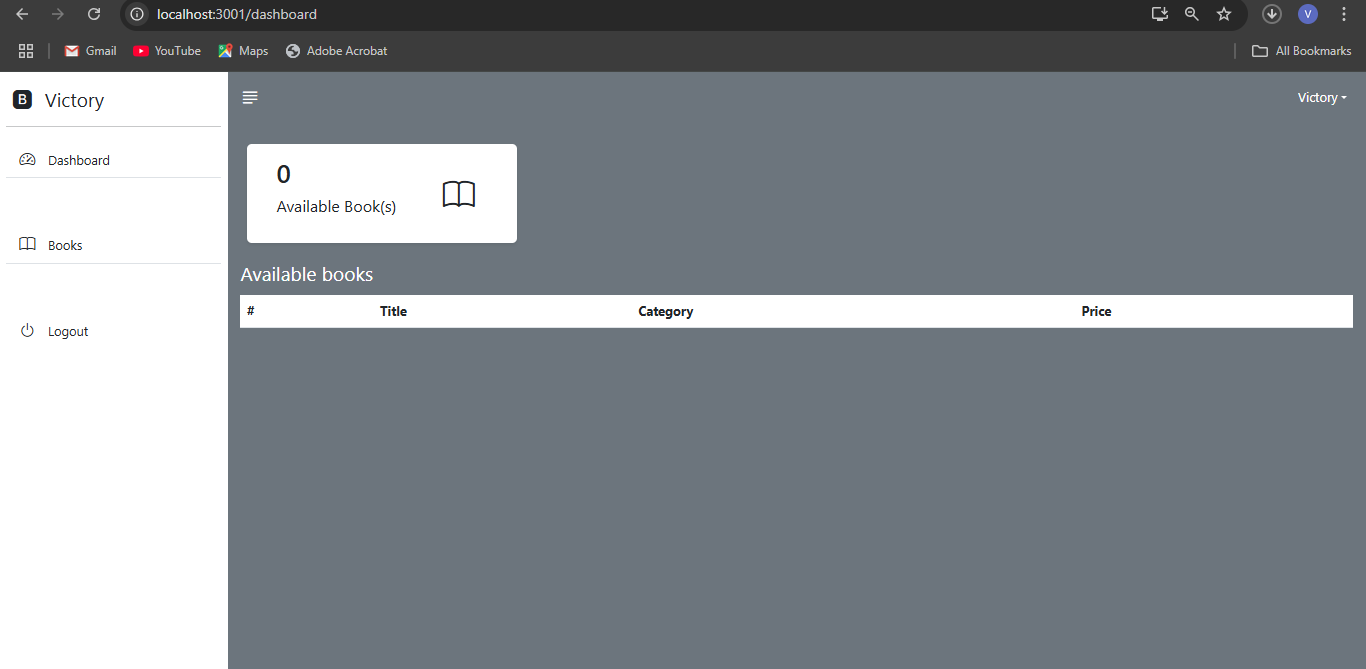 localhost:3001/dashboard
V
Gmail
YouTube
Maps
Adobe Acrobat
All Bookmarks
B Victory
Victory
Dashboard
Books
Logout
0
Available Book(s)
Available books
# Title Category Price